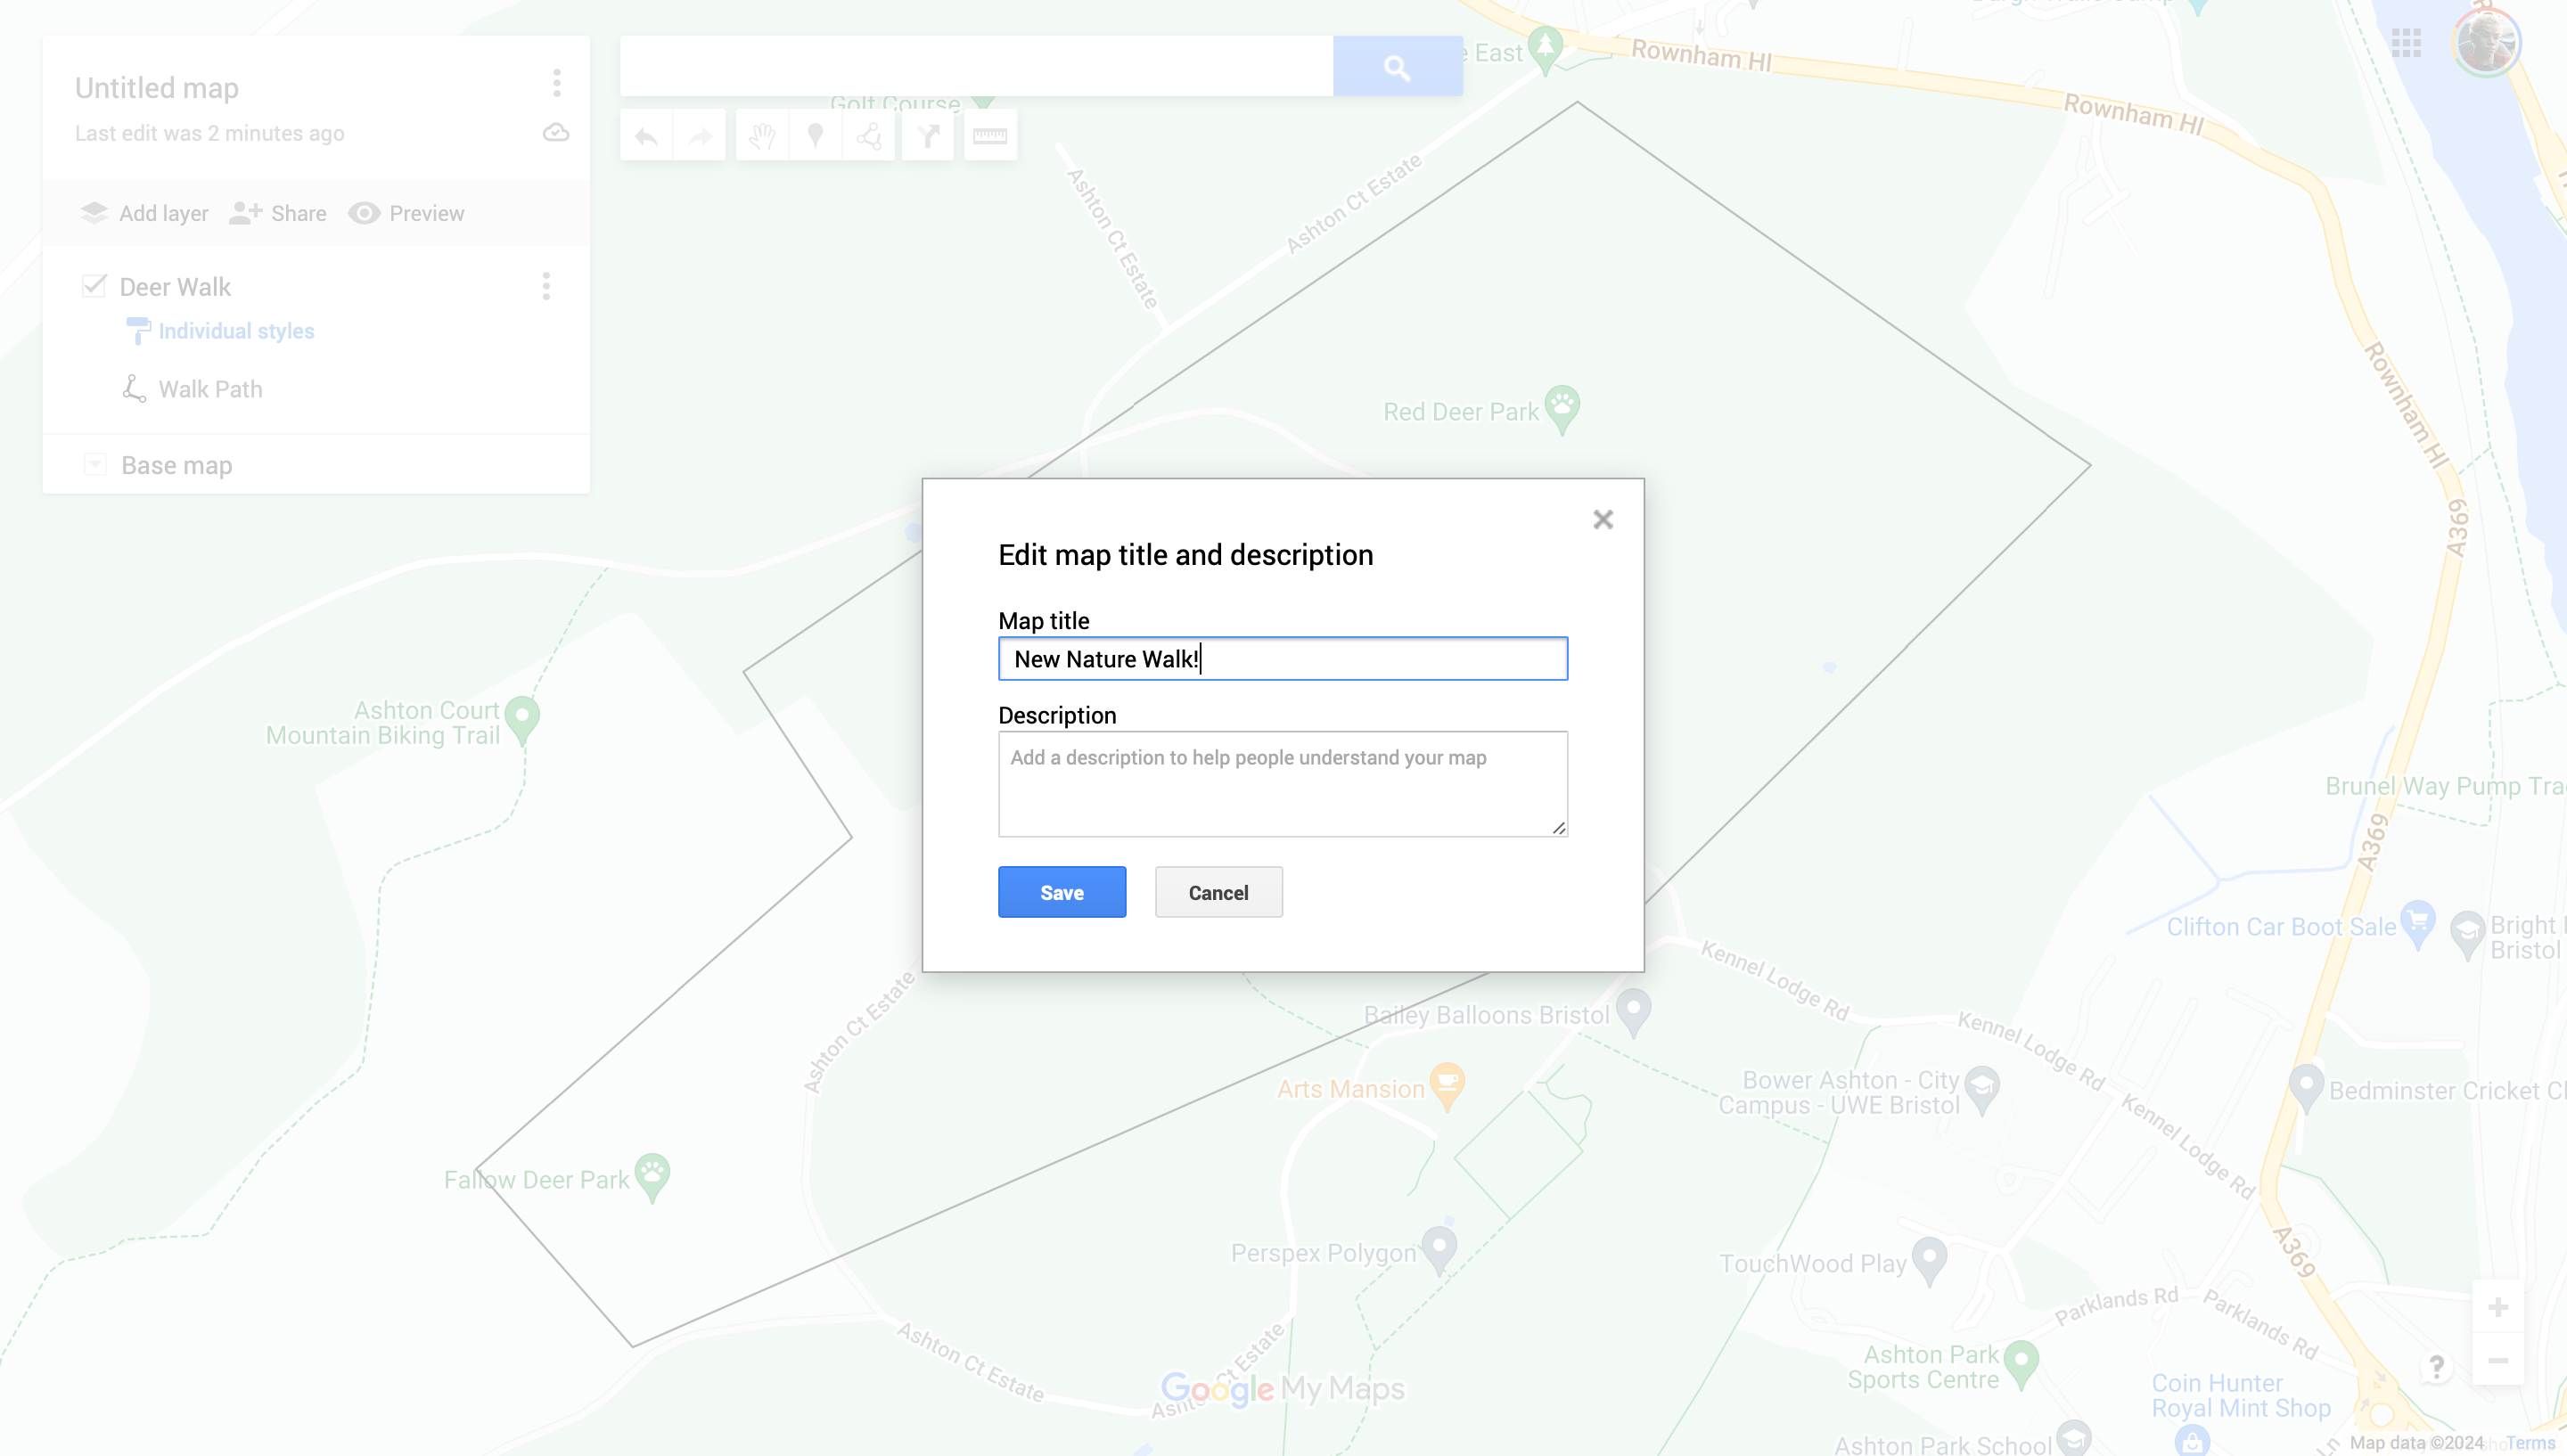 Untitled map
Last edit was 2 minutes ago
Add layer
Share
Preview
Deer Walk
Individual styles
Walk Path
Base map
Golf Course
e East
Rownham Hl
Rownham Hl
Rownham Hl
Ashton Ct Estate
Ashton Ct Estate
Red Deer Park
A369
Edit map title and description
Map title
New Nature Walk!
Description
Add a description to help people understand your map
Save
Cancel
Ashton Court
Mountain Biking Trail
Brunel Way Pump Tra
A369
Clifton Car Boot Sale
Bright
Bristol
Kennel Lodge Rd
Kennel Lodge Rd
Kennel Lodge Rd
Ashton Ct Estate
Bailey Balloons Bristol
Arts Mansion
Bower Ashton - City
Campus - UWE Bristol
Bedminster Cricket Cl
Fallow Deer Park
Perspex Polygon
TouchWood Play
A369
Parklands Rd
Parklands Rd
Ashton Ct Estate
Ct Estate
Ashton Park
Sports Centre
Google My Maps
Coin Hunter
Royal Mint Shop
Ashton Park School
Map data ©2024
Terms